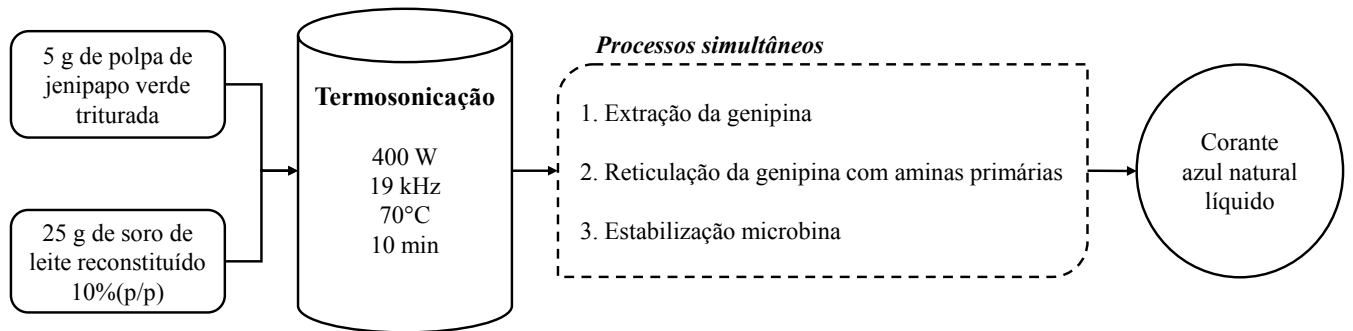 5 g de polpa de
jenipapo verde
triturada
25 g de soro de
leite reconstituído
10%(p/p)
Termosonicação
400 W
19 kHz
70°C
10 min
Processos simultâneos
1. Extração da genipina
2. Reticulação da genipina com aminas primárias
3. Estabilização microbina
Corante
azul natural
líquido